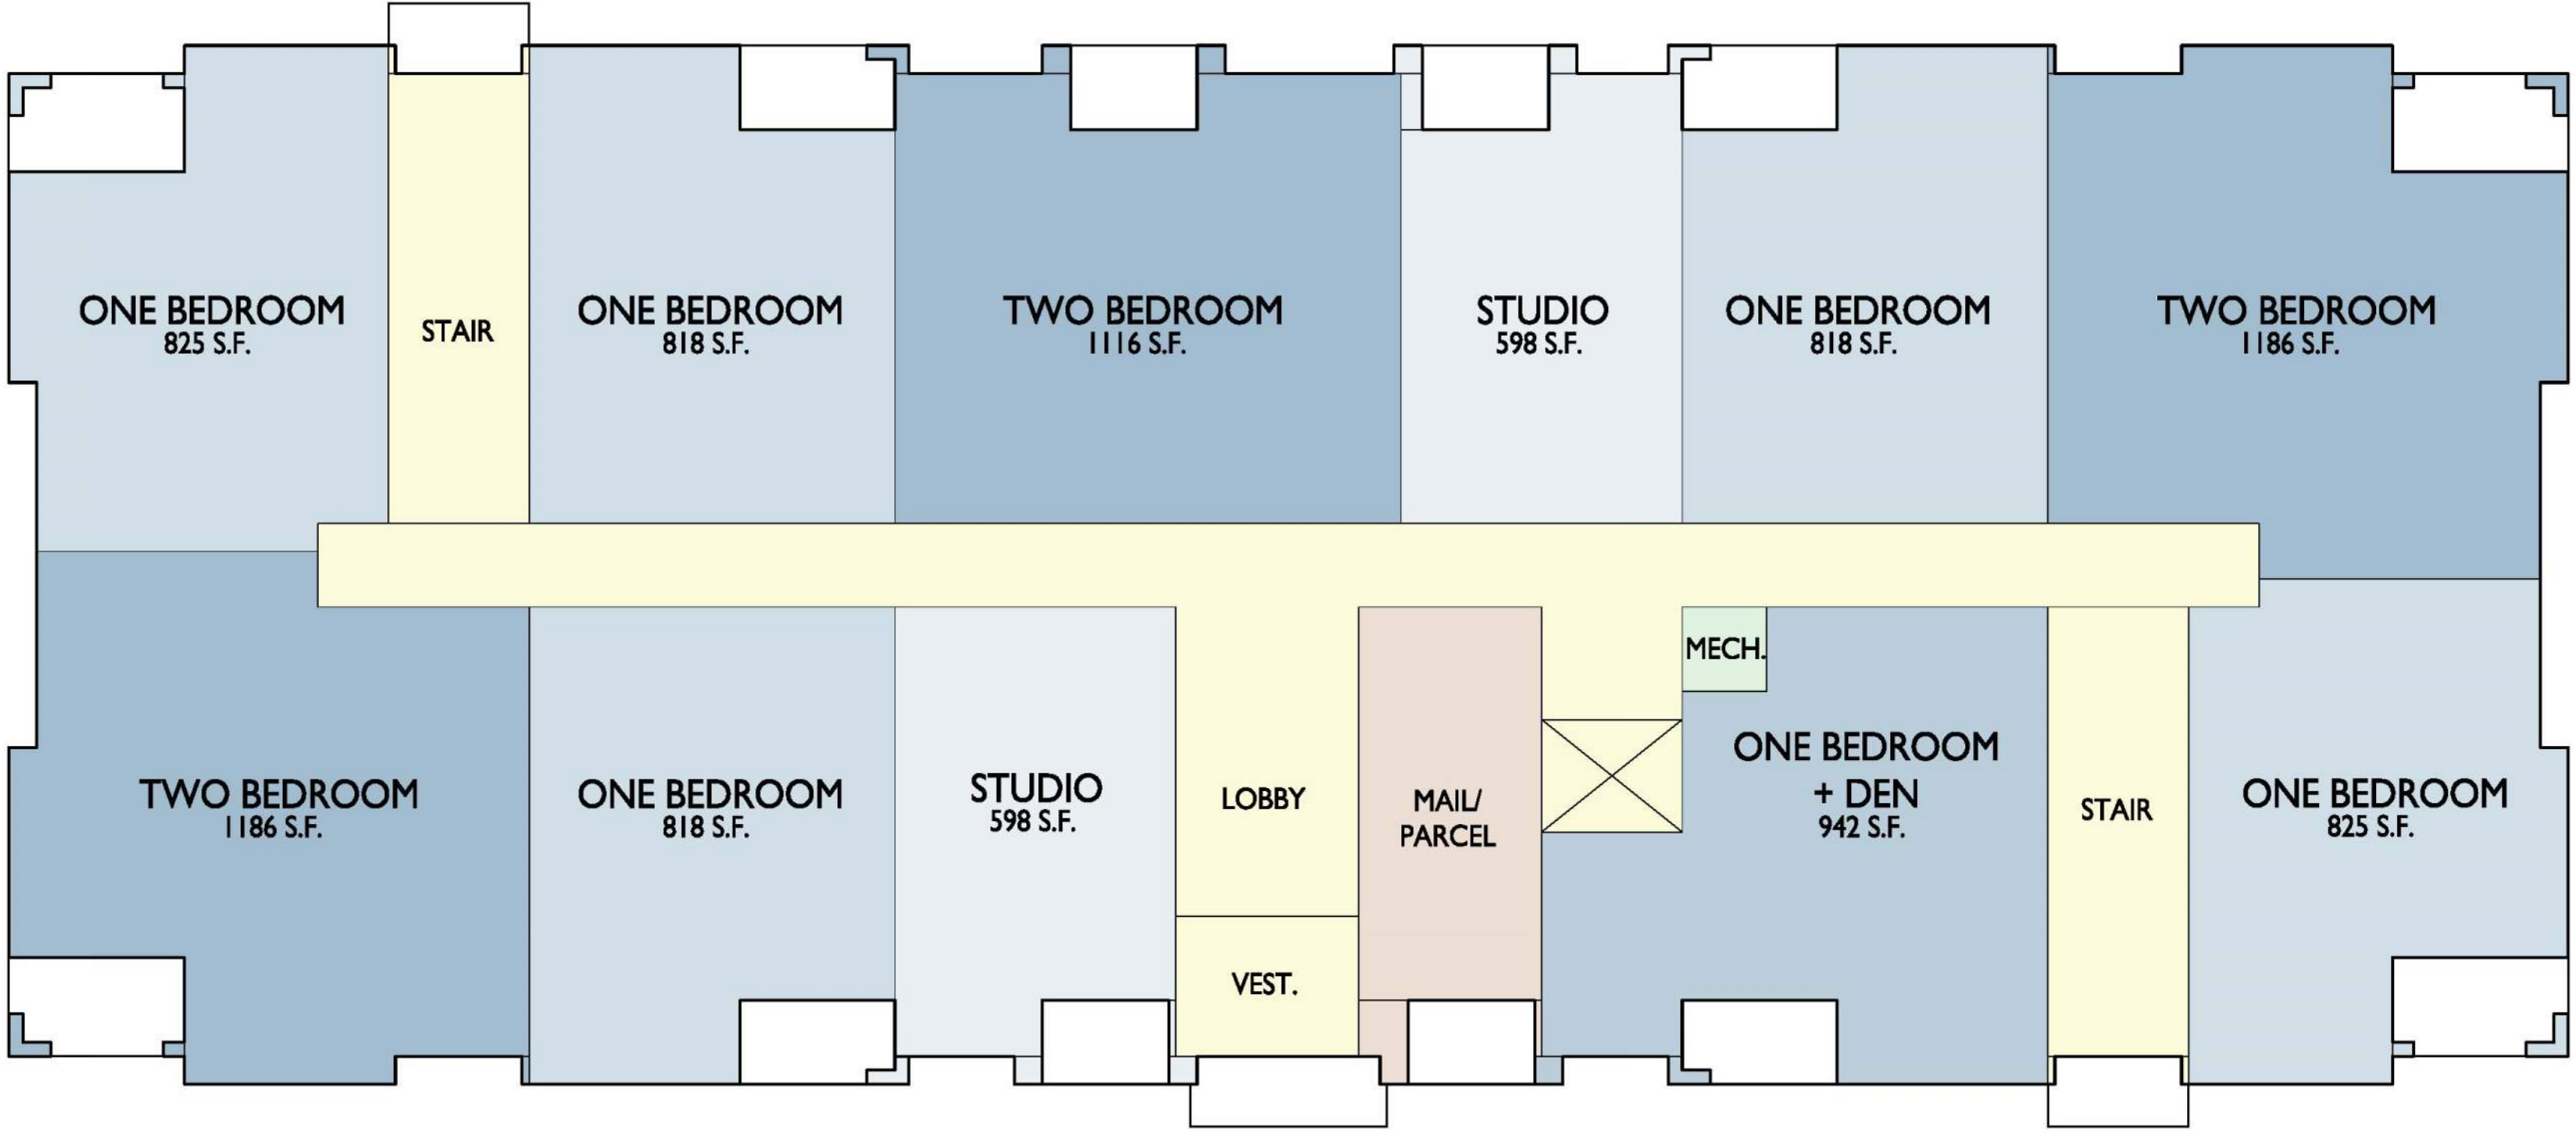 ONE BEDROOM
825 S.F.
STAIR
ONE BEDROOM
818 S.F.
TWO BEDROOM
1116 S.F.
STUDIO
598 S.F.
ONE BEDROOM
818 S.F.
TWO BEDROOM
1186 S.F.
TWO BEDROOM
1186 S.F.
ONE BEDROOM
818 S.F.
STUDIO
598 S.F.
LOBBY
VEST.
MAIL/
PARCEL
MECH.
ONE BEDROOM
+ DEN
942 S.F.
STAIR
ONE BEDROOM
825 S.F.